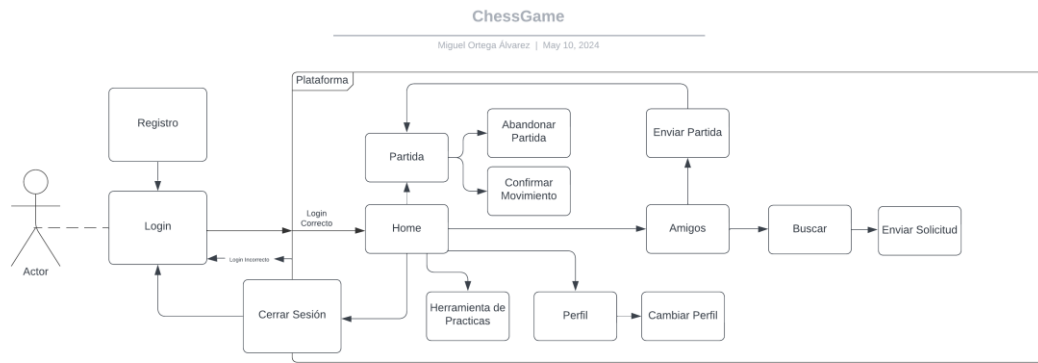 ChessGame
Miguel Ortega Álvarez | May 10, 2024
Plataforma
Registro
Abandonar
Partida
Enviar Partida
Partida
Confirmar
Movimiento
Login
Login
Correcto
Home
Amigos
Buscar
Enviar Solicitud
Login Incorrecto
Actor
Cerrar Sesión
Herramienta de
Practicas
Perfil
Cambiar Perfil